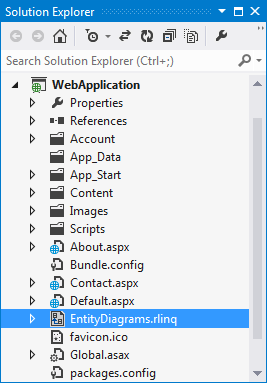 Solution Explorer
Search Solution Explorer (Ctrl+;)
WebApplication
Properties
References
Account
App_Data
App_Start
Content
Images
Scripts
About.aspx
Bundle.config
Contact.aspx
Default.aspx
EntityDiagrams.rlinq
favicon.ico
Global.asax
packages.config